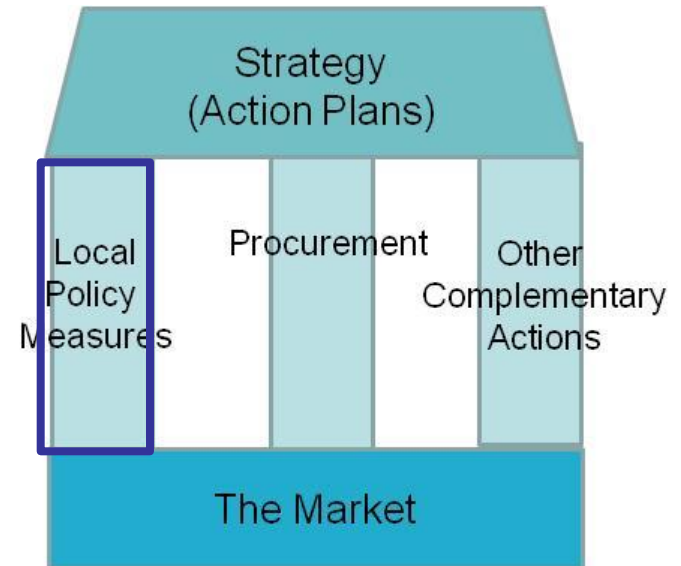 Strategy
(Action Plans)
Local
Policy
Measures
Procurement
Other
Complementary
Actions
The Market